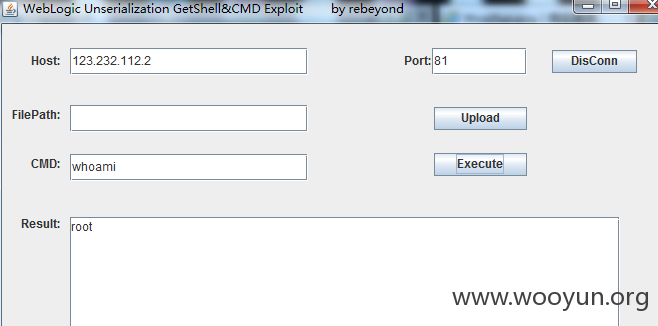 WebLogic Unserialization GetShell&CMD Exploit by rebeyond
Host: 123.232.112.2 Port: 81 DisConn
FilePath: Upload
CMD: whoami Execute
Result: root
www.wooyun.org